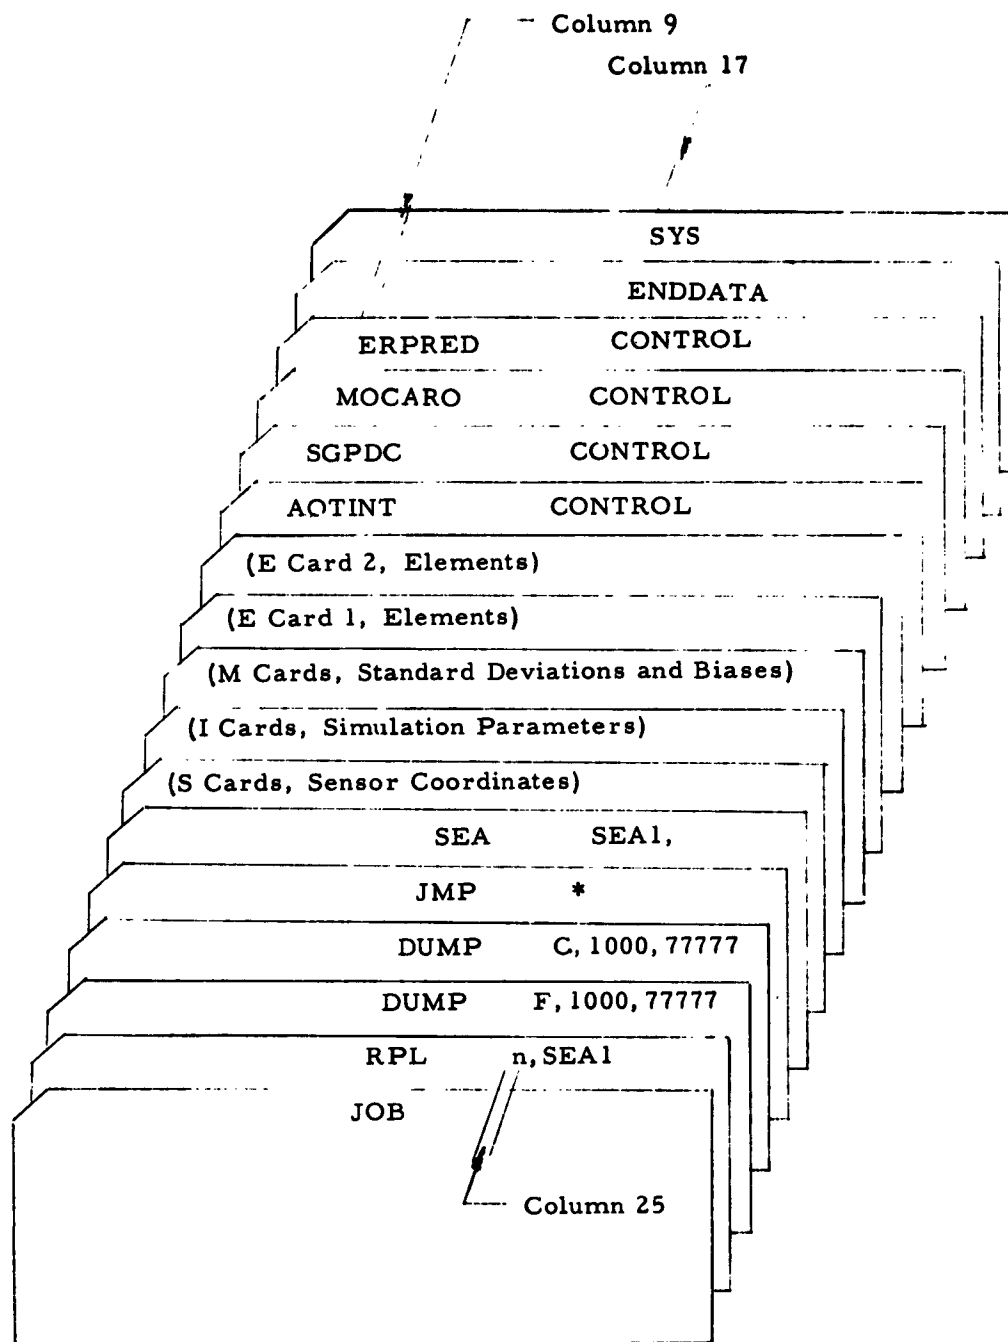 Column 9
Column 17
SYS
ENDDATA
ERPRED CONTROL
MOCARO CONTROL
SGPDC CONTROL
AOTINT CONTROL
(E Card 2, Elements)
(E Card 1, Elements)
(M Cards, Standard Deviations and Biases)
(I Cards, Simulation Parameters)
(S Cards, Sensor Coordinates)
SEA SEA1,
JMP *
DUMP C, 1000, 77777
DUMP F, 1000, 77777
RPL n, SEA1
JOB
Column 25